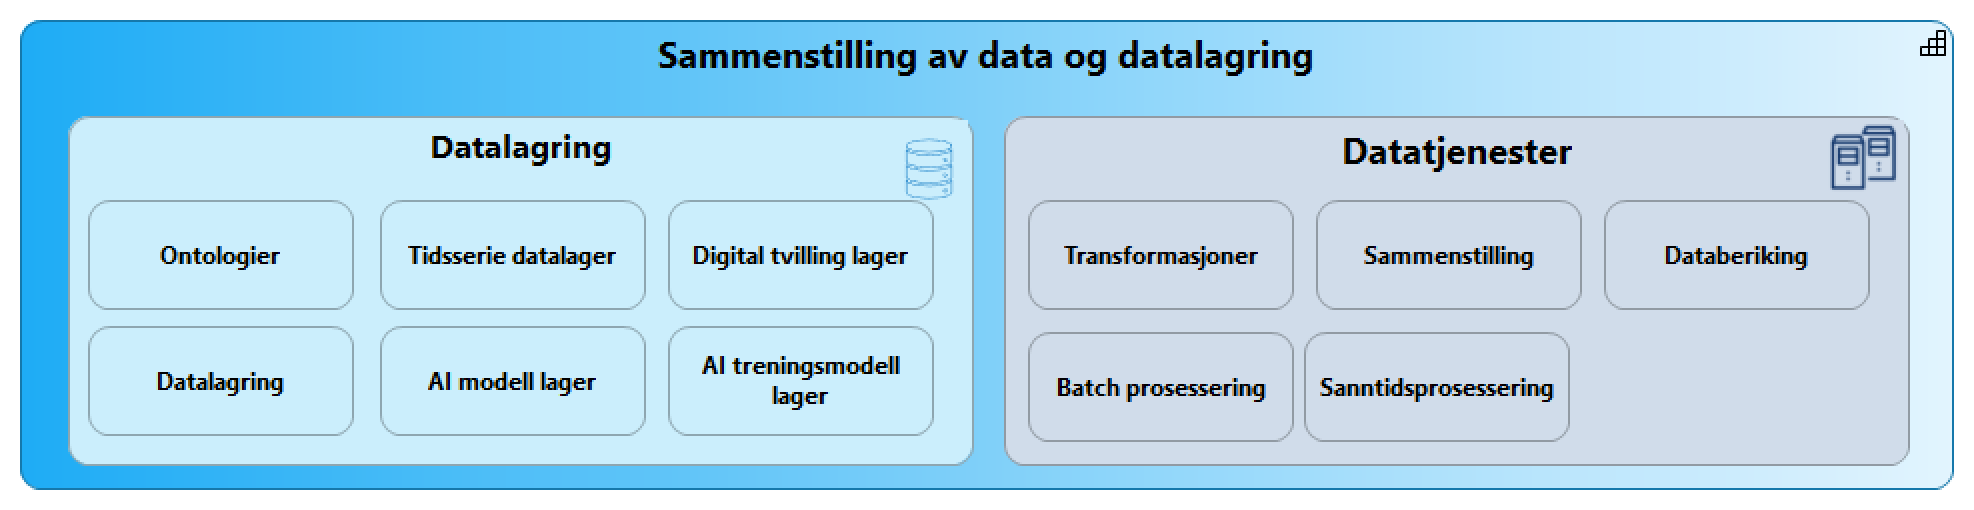 Sammenstilling av data og datalagring
Datalagring
Ontologier
Tidsserie datalager
Digital tvilling lager
Datalagring
AI modell lager
AI treningsmodell
lager
Datatjenester
Transformasjoner
Sammenstilling
Databeriking
Batch prosessering
Sanntidsprosessering